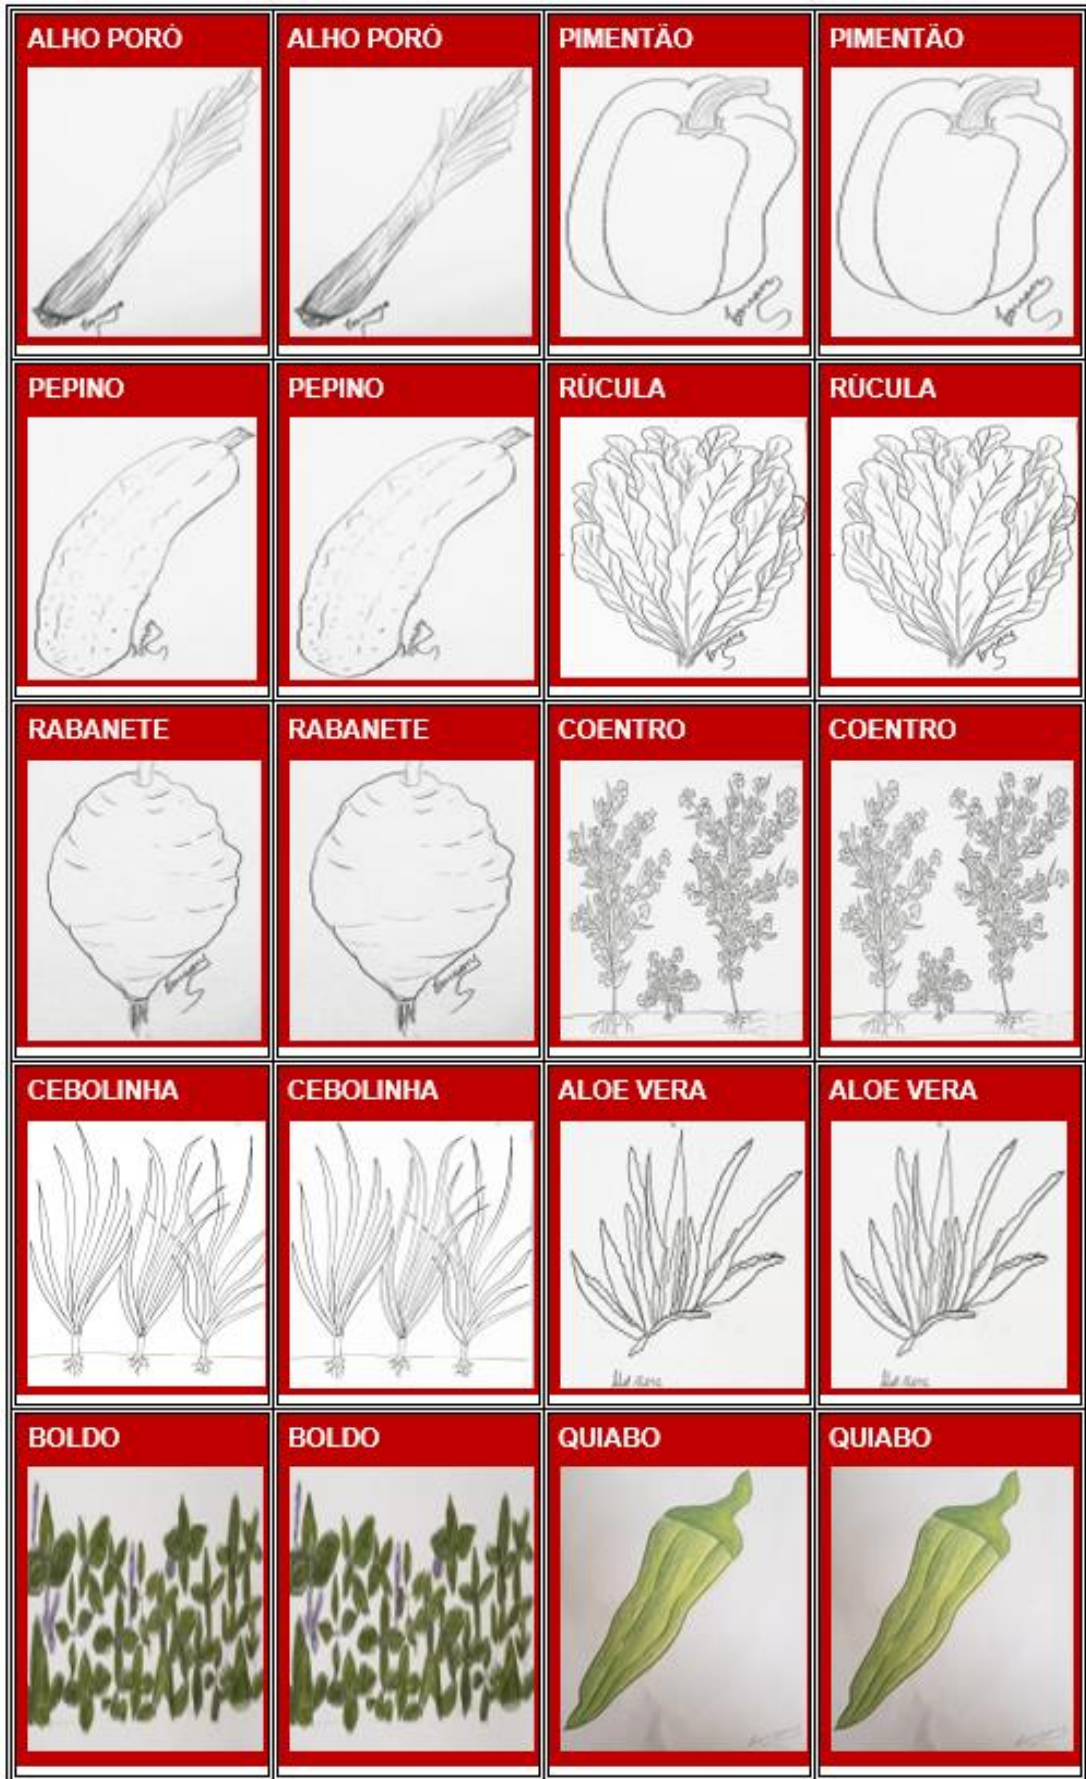 ALHO PORÓ
ALHO PORÓ
PIMENTÃO
PIMENTÃO
PEPINO
PEPINO
RÚCULA
RÚCULA
RABANETE
RABANETE
COENTRO
COENTRO
CEBOLINHA
CEBOLINHA
ALOE VERA
ALOE VERA
BOLDO
BOLDO
QUIABO
QUIABO